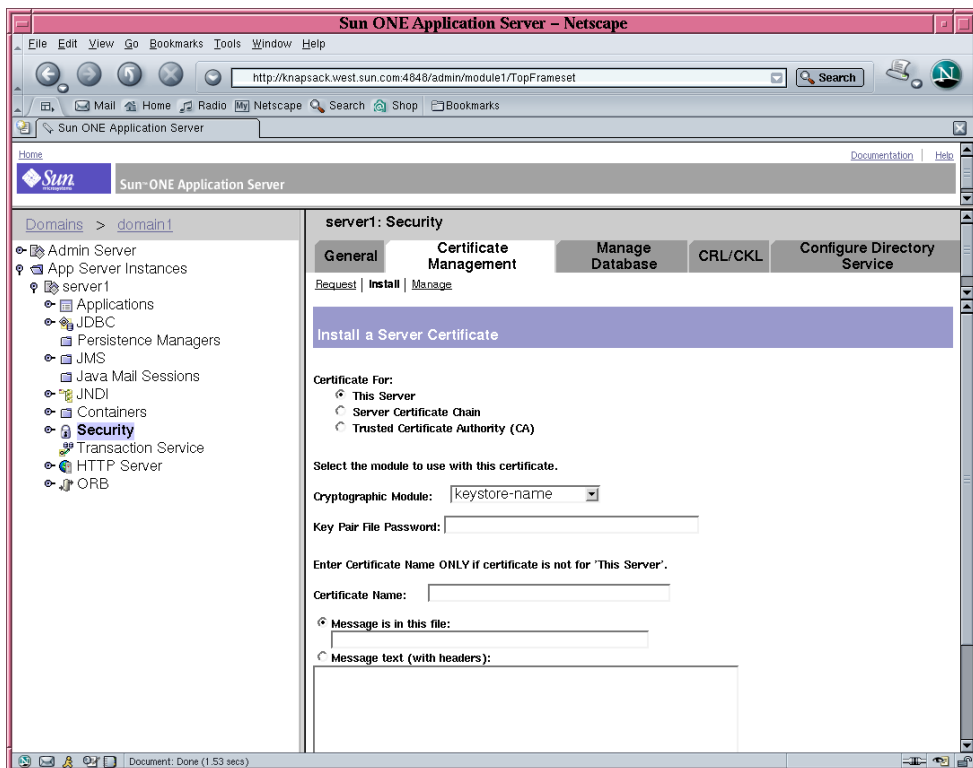 Sun ONE Application Server – Netscape
File Edit View Go Bookmarks Tools Window Help
http://knapsack.west.sun.com:4848/admin/module1/TopFrameset
Search
N
Mail Home Radio My Netscape Search Shop Bookmarks
Sun ONE Application Server
Home
Documentation | Help
Sun
microsystems
Sun ONE Application Server
Domains > domain1
Admin Server
App Server Instances
server1
Applications
JDBC
Persistence Managers
JMS
Java Mail Sessions
JNDI
Containers
Security
Transaction Service
HTTP Server
ORB
server1: Security
General
Certificate Management
Manage Database
CRL/CKL
Configure Directory Service
Request | Install | Manage
Install a Server Certificate
Certificate For:
This Server
Server Certificate Chain
Trusted Certificate Authority (CA)
Select the module to use with this certificate.
Cryptographic Module: keystore-name
Key Pair File Password:
Enter Certificate Name ONLY if certificate is not for 'This Server'.
Certificate Name:
Message is in this file:
Message text (with headers):
Document: Done (1.53 secs)